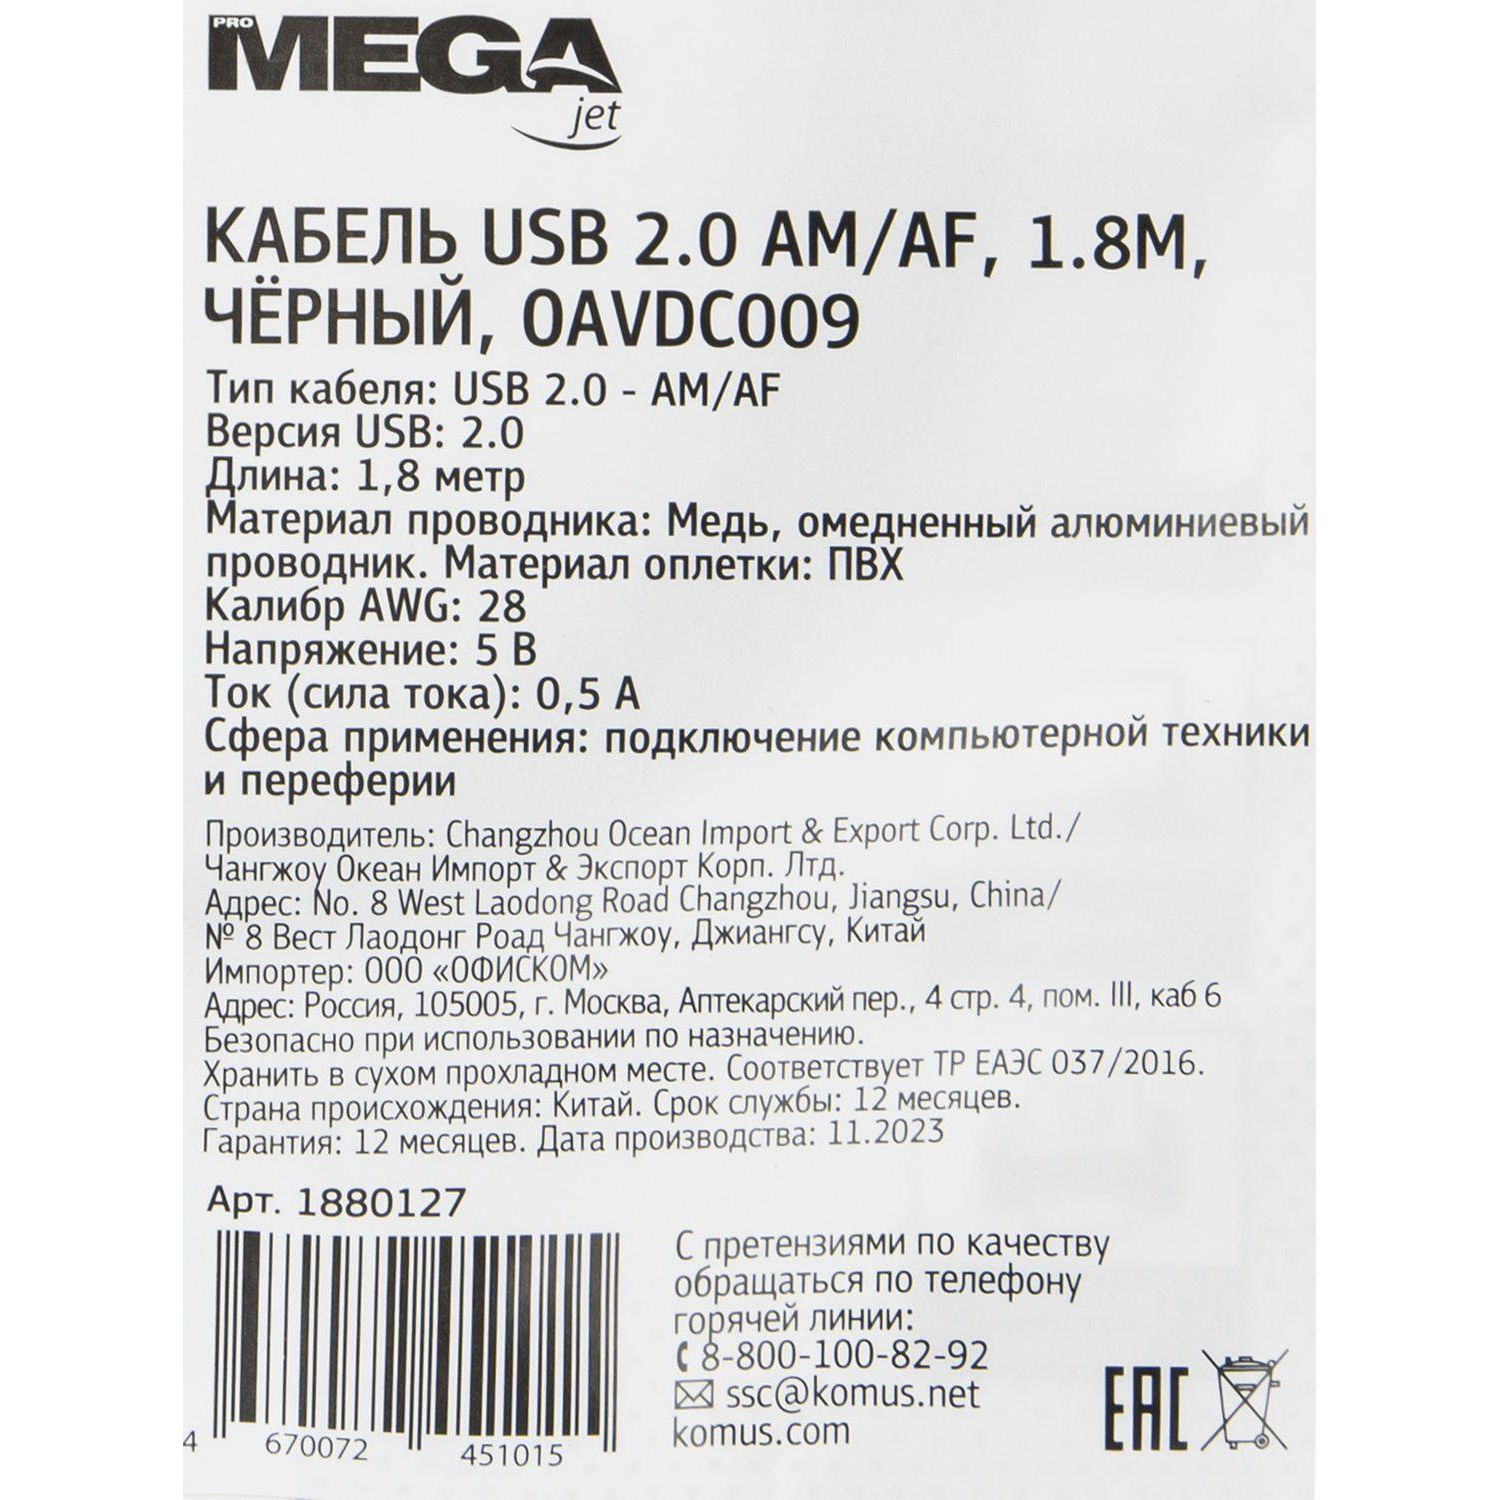 PRO MEGA
jet
КАБЕЛЬ USB 2.0 AM/AF, 1.8М,
ЧЁРНЫЙ, OAVDC009
Тип кабеля: USB 2.0 - AM/AF
Версия USB: 2.0
Длина: 1,8 метр
Материал проводника: Медь, омедненный алюминиевый
проводник. Материал оплетки: ПВХ
Калибр AWG: 28
Напряжение: 5 В
Ток (сила тока): 0,5 А
Сфера применения: подключение компьютерной техники
и переферии
Производитель: Changzhou Ocean Import & Export Corp. Ltd./
Чангжоу Океан Импорт & Экспорт Корп. Лтд.
Адрес: No. 8 West Laodong Road Changzhou, Jiangsu, China/
№ 8 Вест Лаодонг Роад Чангжоу, Джиангсу, Китай
Импортер: ООО «ОФИСКОМ»
Адрес: Россия, 105005, г. Москва, Аптекарский пер., 4 стр. 4, пом. III, каб 6
Безопасно при использовании по назначению.
Хранить в сухом прохладном месте. Соответствует ТР ЕАЭС 037/2016.
Страна происхождения: Китай. Срок службы: 12 месяцев.
Гарантия: 12 месяцев. Дата производства: 11.2023
Арт. 1880127
4 670072 451015
С претензиями по качеству
обращаться по телефону
горячей линии:
8-800-100-82-92
ssc@komus.net
komus.com
EAC